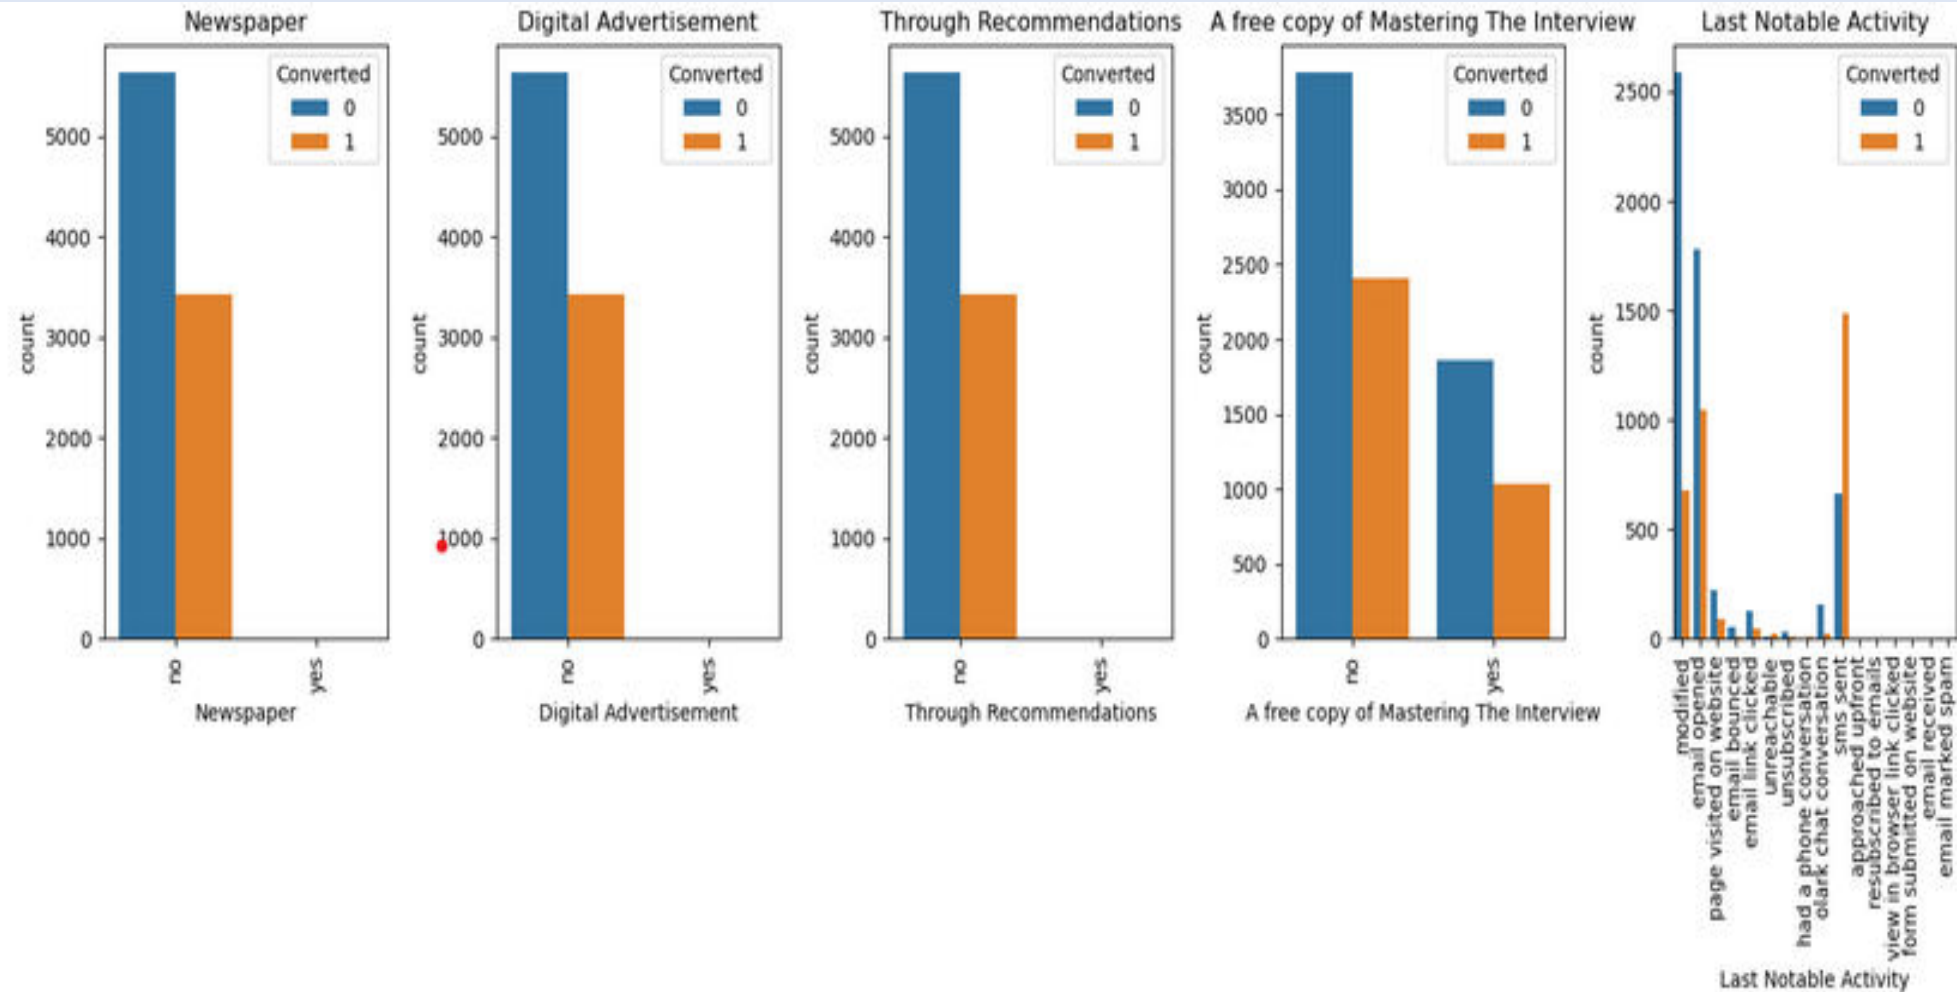 Newspaper
Converted
0
1
5000
4000
3000
2000
1000
0
count
no
yes
Newspaper
Digital Advertisement
Converted
0
1
5000
4000
3000
2000
1000
0
count
no
yes
Digital Advertisement
Through Recommendations
Converted
0
1
5000
4000
3000
2000
1000
0
count
no
yes
Through Recommendations
A free copy of Mastering The Interview
Converted
0
1
3500
3000
2500
2000
1500
1000
500
0
count
no
yes
A free copy of Mastering The Interview
Last Notable Activity
Converted
0
1
2500
2000
1500
1000
500
0
count
modified
email opened
page visited on website
email bounced
email link clicked
unreachable
unsubscribed
had a phone conversation
olark chat conversation
sms sent
approached upfront
resubscribed to emails
view in browser link clicked
form submitted on website
email received
email marked spam
Last Notable Activity